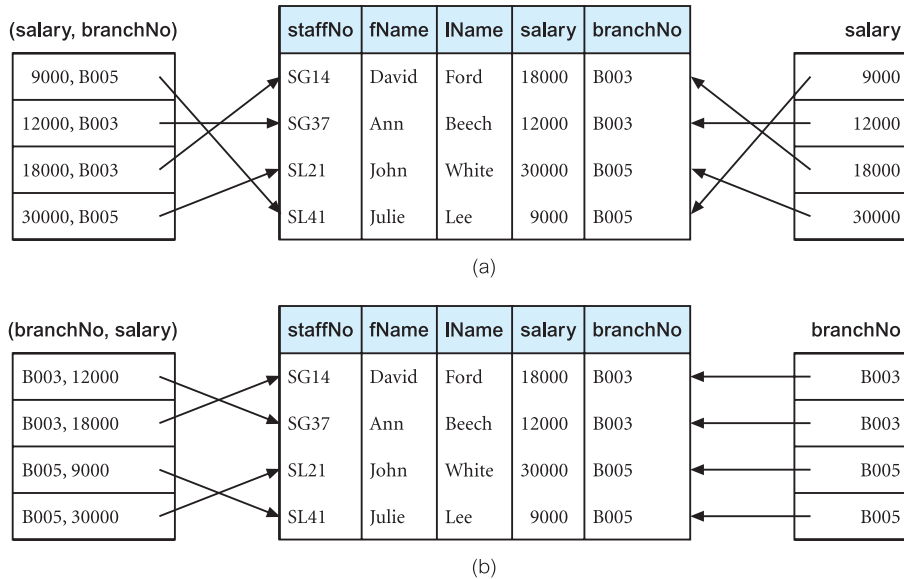 (salary, branchNo) staffNo fName lName salary branchNo salary
9000, B005 SG14 David Ford 18000 B003 9000
12000, B003 SG37 Ann Beech 12000 B003 12000
18000, B003 SL21 John White 30000 B005 18000
30000, B005 SL41 Julie Lee 9000 B005 30000
(a)
(branchNo, salary) staffNo fName lName salary branchNo branchNo
B003, 12000 SG14 David Ford 18000 B003 B003
B003, 18000 SG37 Ann Beech 12000 B003 B003
B005, 9000 SL21 John White 30000 B005 B005
B005, 30000 SL41 Julie Lee 9000 B005 B005
(b)